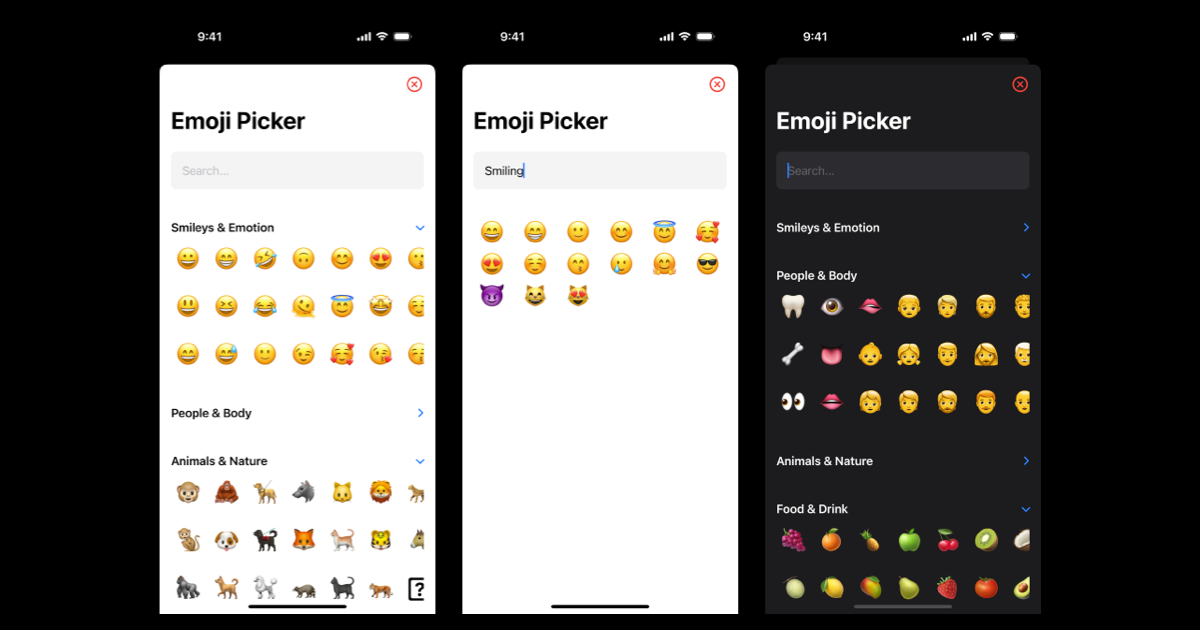 9:41
Emoji Picker
Search...
Smileys & Emotion
People & Body
Animals & Nature
9:41
Emoji Picker
Smiling
9:41
Emoji Picker
Search...
Smileys & Emotion
People & Body
Animals & Nature
Food & Drink